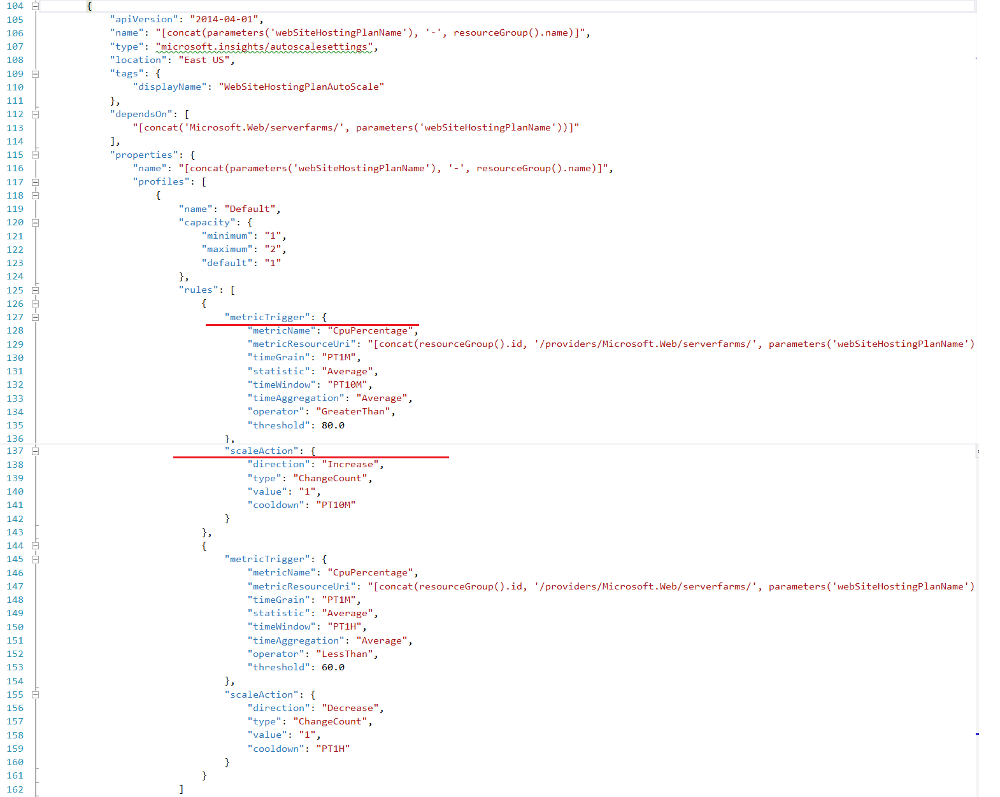 104 {
105 "apiVersion": "2014-04-01",
106 "name": "[concat(parameters('webSiteHostingPlanName'), '-', resourceGroup().name)]",
107 "type": "microsoft.insights/autoscalesettings",
108 "location": "East US",
109 "tags": {
110 "displayName": "WebSiteHostingPlanAutoScale"
111 },
112 "dependsOn": [
113 "[concat('Microsoft.Web/serverfarms/', parameters('webSiteHostingPlanName'))]"
114 ],
115 "properties": {
116 "name": "[concat(parameters('webSiteHostingPlanName'), '-', resourceGroup().name)]",
117 "profiles": [
118 {
119 "name": "Default",
120 "capacity": {
121 "minimum": "1",
122 "maximum": "2",
123 "default": "1"
124 },
125 "rules": [
126 {
127 "metricTrigger": {
128 "metricName": "CpuPercentage",
129 "metricResourceUri": "[concat(resourceGroup().id, '/providers/Microsoft.Web/serverfarms/', parameters('webSiteHostingPlanName')
130 "timeGrain": "PT1M",
131 "statistic": "Average",
132 "timeWindow": "PT10M",
133 "timeAggregation": "Average",
134 "operator": "GreaterThan",
135 "threshold": 80.0
136 },
137 "scaleAction": {
138 "direction": "Increase",
139 "type": "ChangeCount",
140 "value": "1",
141 "cooldown": "PT10M"
142 }
143 },
144 {
145 "metricTrigger": {
146 "metricName": "CpuPercentage",
147 "metricResourceUri": "[concat(resourceGroup().id, '/providers/Microsoft.Web/serverfarms/', parameters('webSiteHostingPlanName')
148 "timeGrain": "PT1M",
149 "statistic": "Average",
150 "timeWindow": "PT1H",
151 "timeAggregation": "Average",
152 "operator": "LessThan",
153 "threshold": 60.0
154 },
155 "scaleAction": {
156 "direction": "Decrease",
157 "type": "ChangeCount",
158 "value": "1",
159 "cooldown": "PT1H"
160 }
161 }
162 ]